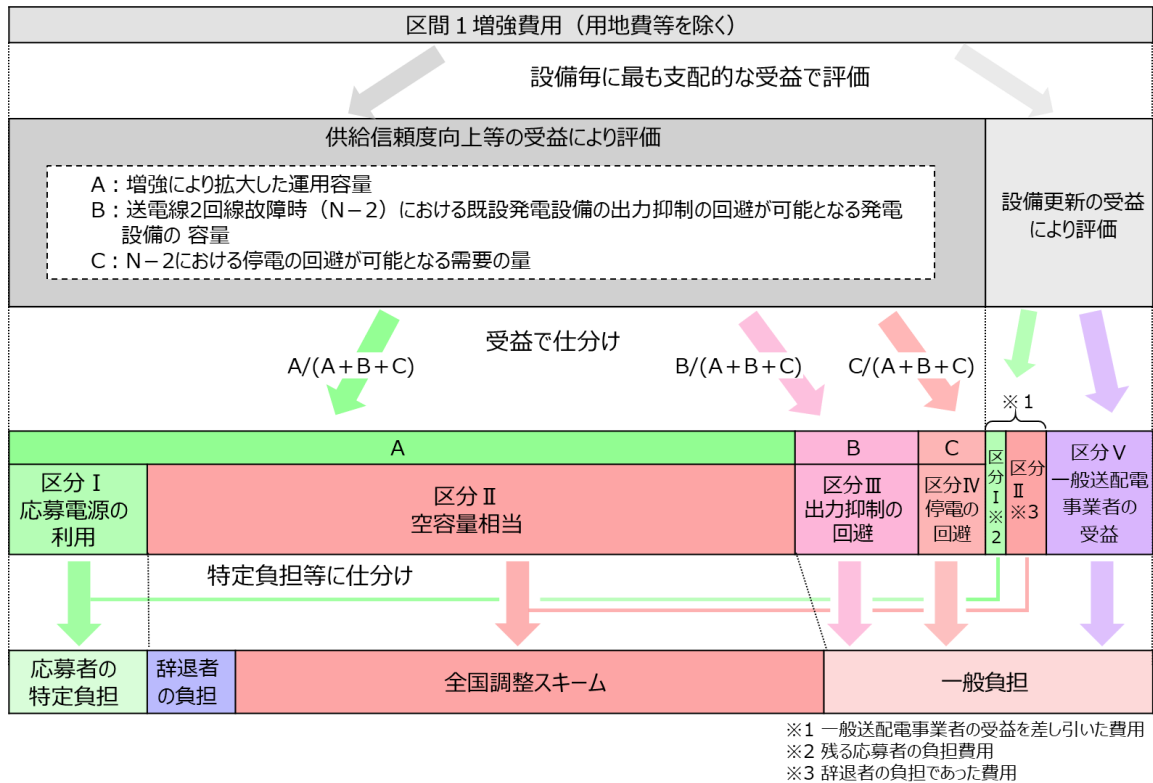 区間１増強費用（用地費等を除く）
設備毎に最も支配的な受益で評価
供給信頼度向上等の受益により評価
A：増強により拡大した運用容量
B：送電線2回線故障時（N－2）における既設発電設備の出力抑制の回避が可能となる発電
設備の 容量
C：N－2における停電の回避が可能となる需要の量
設備更新の受益
により評価
受益で仕分け
A/(A＋B＋C)
B/(A＋B＋C)
C/(A＋B＋C)
※１
A
B
C
区分Ⅰ
応募電源の
利用
区分Ⅱ
空容量相当
区分Ⅲ
出力抑制の
回避
区分Ⅳ
停電の
回避
区分Ⅰ※2
区分
Ⅱ
※3
区分Ⅴ
一般送配電
事業者の
受益
特定負担等に仕分け
応募者の
特定負担
辞退者
の負担
全国調整スキーム
一般負担
※1 一般送配電事業者の受益を差し引いた費用
※2 残る応募者の負担費用
※3 辞退者の負担であった費用